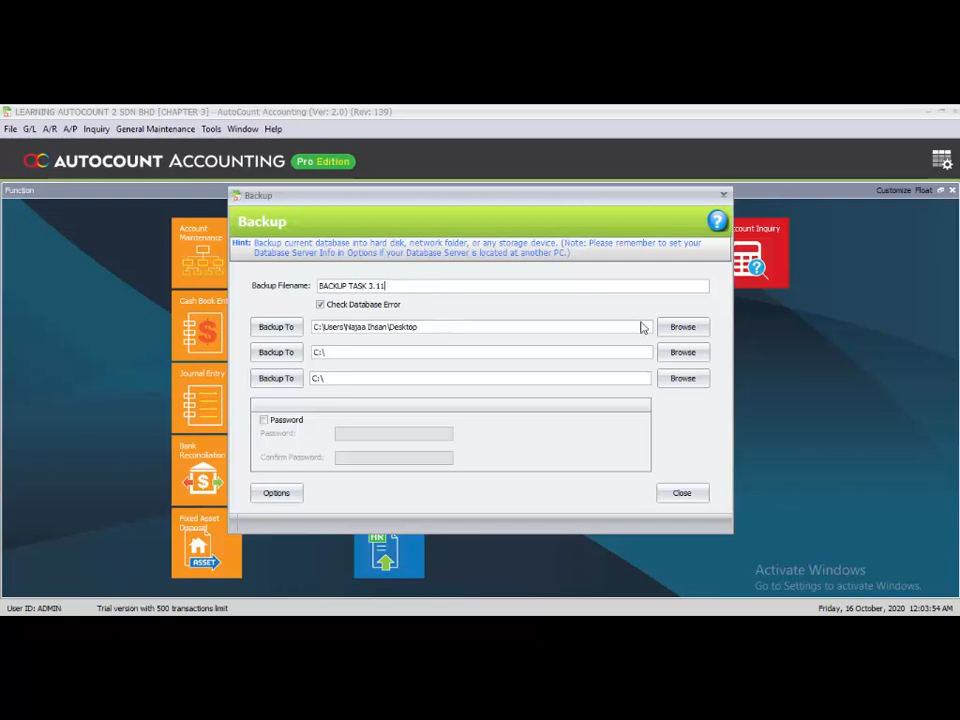 LEARNING AUTOCOUNT 2 SDN BHD [CHAPTER 3] - AutoCount Accounting (Ver: 2.0) (Rev: 139)
File G/L A/R A/P Inquiry General Maintenance Tools Window Help
AUTOCOUNT ACCOUNTING Pro Edition
Function
Customize Float
Backup
Backup
Hint: Backup current database into hard disk, network folder, or any storage device. (Note: Please remember to set your
Database Server Info in Options if your Database Server is located at another PC.)
Account
Maintenance
Cash Book Ent
Journal Entry
Bank
Reconciliation
Fixed Asset
Disposal
ASSET
HR
count Inquiry
Backup Filename: BACKUP TASK 3.11
Check Database Error
Backup To C:\Users\Najaa Ihsan\Desktop Browse
Backup To C:\ Browse
Backup To C:\ Browse
Password
Password:
Confirm Password:
Options Close
Activate Windows
Go to Settings to activate Windows.
User ID: ADMIN Trial version with 500 transactions limit Friday, 16 October, 2020 12:03:54 AM